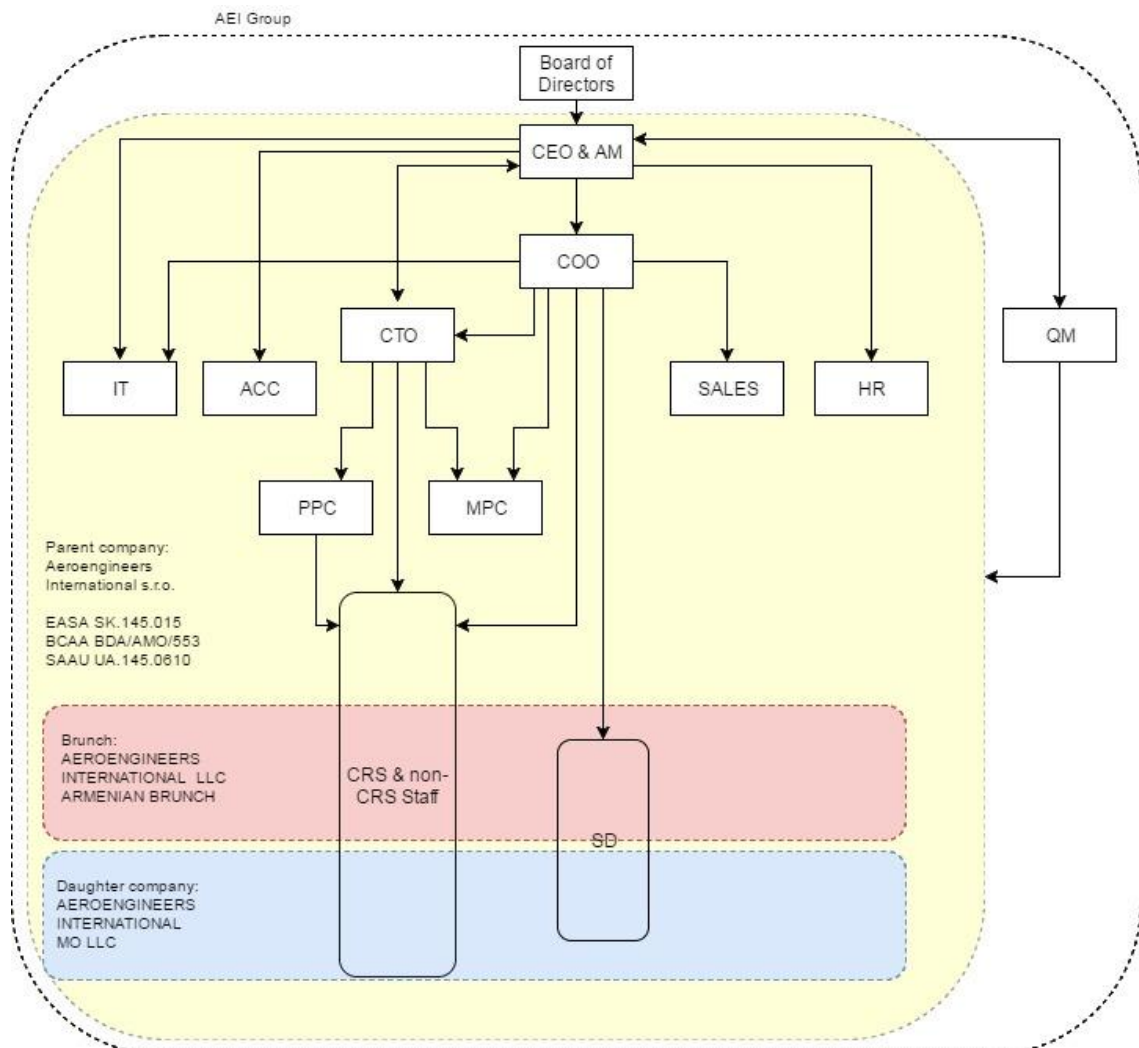 AEI Group
Board of
Directors
CEO & AM
COO
CTO
QM
IT
ACC
SALES
HR
PPC
MPC
Parent company:
Aeroengineers
International s.r.o.
EASA SK.145.015
BCAA BDA/AMO/553
SAAU UA.145.0610
Brunch:
AEROENGINEERS
INTERNATIONAL LLC
ARMENIAN BRUNCH
CRS & non-
CRS Staff
SD
Daughter company:
AEROENGINEERS
INTERNATIONAL
MO LLC